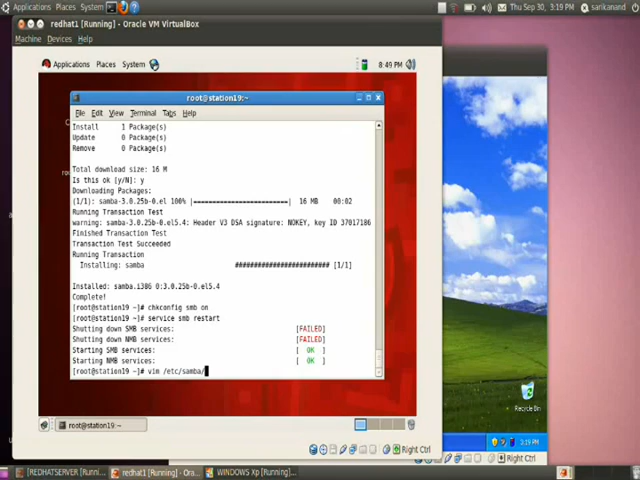 Applications Places System
Thu Sep 30, 3:19 PM
sarikanand
redhat1 [Running] - Oracle VM VirtualBox
Machine Devices Help
Applications Places System
8:49 PM
root@station19:~
File Edit View Terminal Tabs Help
Install 1 Package(s)
Update 0 Package(s)
Remove 0 Package(s)
Total download size: 16 M
Is this ok [y/N]: y
Downloading Packages:
(1/1): samba-3.0.25b-0.el 100% |=========================| 16 MB 00:02
Running Transaction Test
warning: samba-3.0.25b-0.el5.4: Header V3 DSA signature: NOKEY, key ID 37017186
Finished Transaction Test
Transaction Test Succeeded
Running Transaction
Installing: samba ######################### [1/1]
Installed: samba.i386 0:3.0.25b-0.el5.4
Complete!
[root@station19 ~]# chkconfig smb on
[root@station19 ~]# service smb restart
Shutting down SMB services: [FAILED]
Shutting down NMB services: [FAILED]
Starting SMB services: [ OK ]
Starting NMB services: [ OK ]
[root@station19 ~]# vim /etc/samba/
Recycle Bin
root@station19:~
3:19 PM
Right Ctrl
Right Ctrl
[REDHATSERVER [Runni...
redhat1 [Running] - Ora...
WINDOWS Xp [Running]...